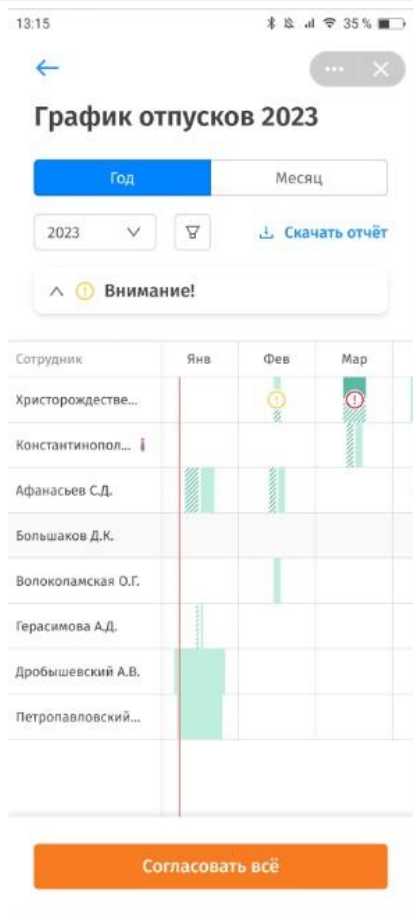 13:15 35 %
График отпусков 2023
Год Месяц
2023 Скачать отчёт
Внимание!
Сотрудник Янв Фев Мар
Христорождестве...
Константинопол...
Афанасьев С.Д.
Большаков Д.К.
Волоколамская О.Г.
Герасимова А.Д.
Дробышевский А.В.
Петропавловский...
Согласовать всё